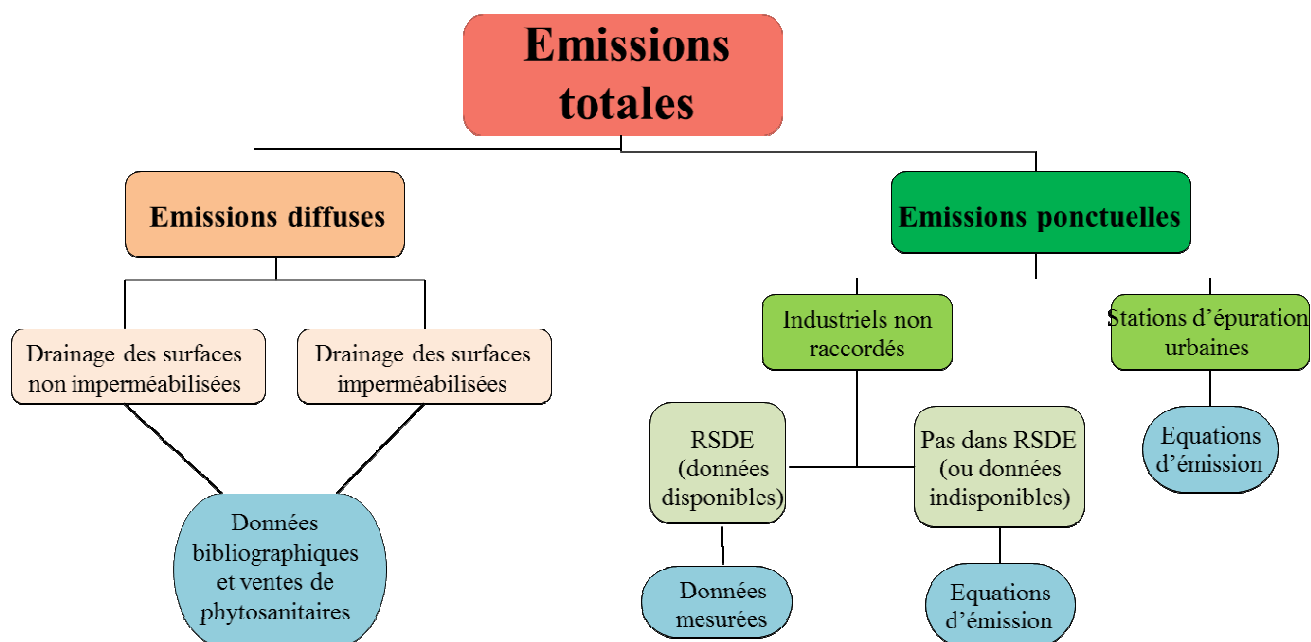 Emissions
totales
Emissions diffuses
Emissions ponctuelles
Industriels non
raccordés
Stations d'épuration
urbaines
Drainage des surfaces
non imperméabilisées
Drainage des surfaces
imperméabilisées
RSDE
(données
disponibles)
Pas dans RSDE
(ou données
indisponibles)
Equations
d'émission
Données
bibliographiques
et ventes de
phytosanitaires
Données
mesurées
Equations
d'émission